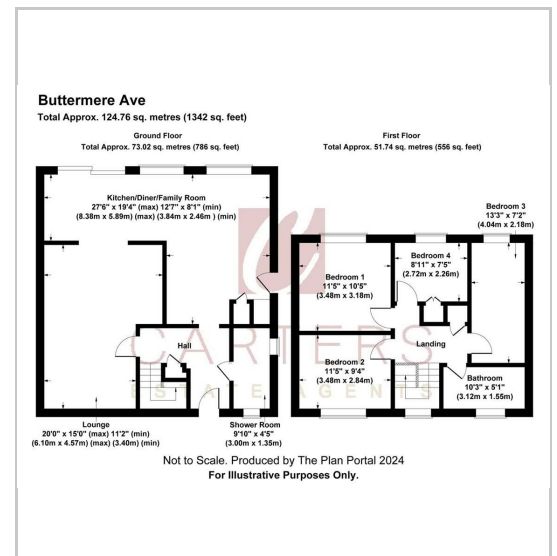 Buttermere Ave
Total Approx. 124.76 sq. metres (1342 sq. feet)
Ground Floor
Total Approx. 73.02 sq. metres (786 sq. feet)
First Floor
Total Approx. 51.74 sq. metres (556 sq. feet)
Kitchen/Diner/Family Room
27'6" x 19'4" (max) 12'7" x 8'1" (min)
(8.38m x 5.89m) (max) (3.84m x 2.46m ) (min)
Hall
Lounge
20'0" x 15'0" (max) 11'2" (min)
(6.10m x 4.57m) (max) (3.40m) (min)
Shower Room
9'10" x 4'5"
(3.00m x 1.35m)
Bedroom 3
13'3" x 7'2"
(4.04m x 2.18m)
Bedroom 1
11'5" x 10'5"
(3.48m x 3.18m)
Bedroom 4
8'11" x 7'5"
(2.72m x 2.26m)
Landing
Bedroom 2
11'5" x 9'4"
(3.48m x 2.84m)
Bathroom
10'3" x 5'1"
(3.12m x 1.55m)
CARTERS
ESTATE AGENTS
Not to Scale. Produced by The Plan Portal 2024
For Illustrative Purposes Only.